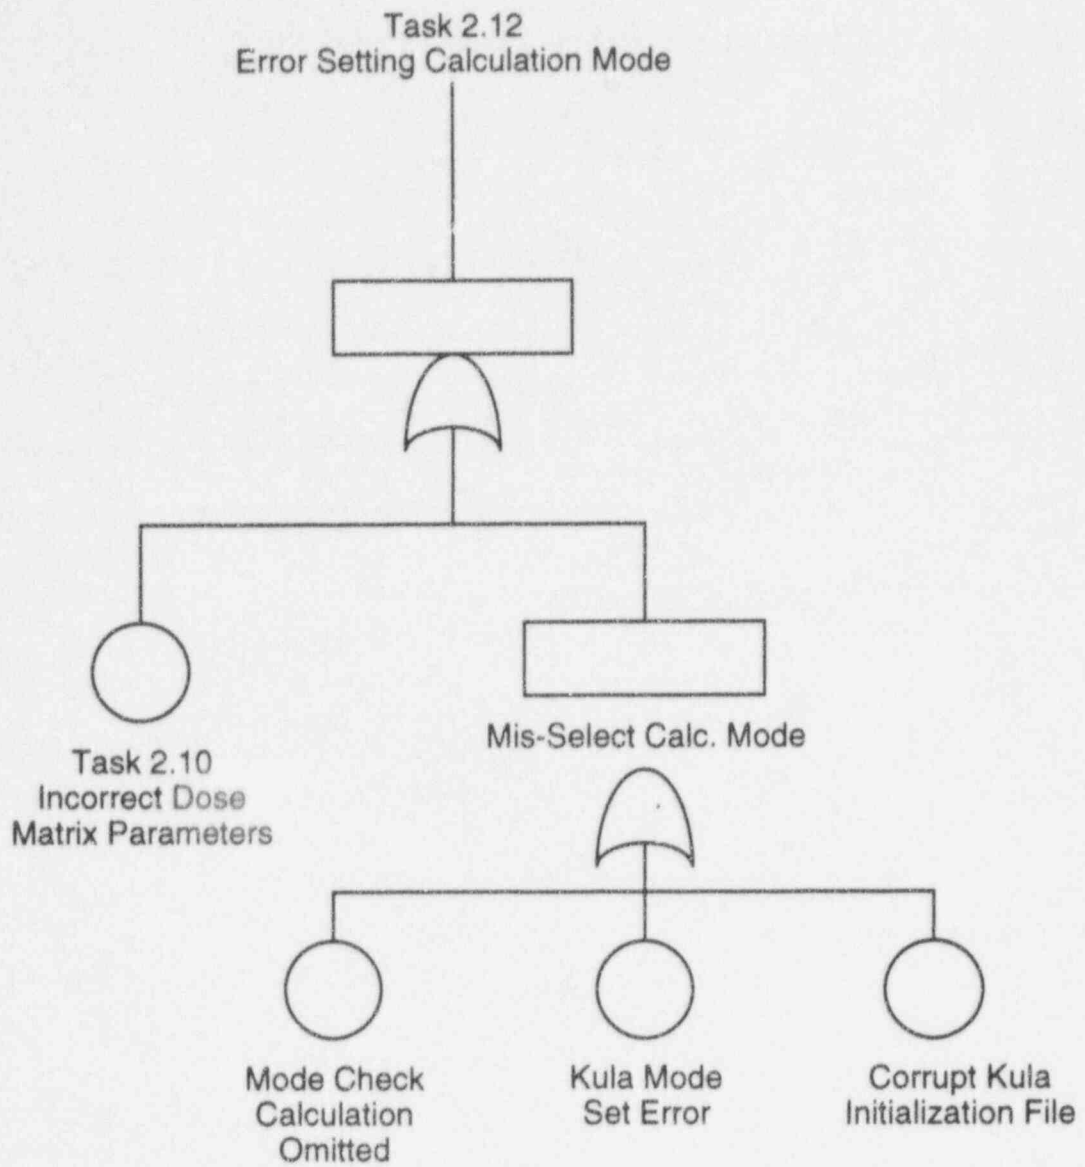 Task 2.12
Error Setting Calculation Mode
Mis-Select Calc. Mode
Task 2.10
Incorrect Dose
Matrix Parameters
Mode Check
Calculation
Omitted
Kula Mode
Set Error
Corrupt Kula
Initialization File